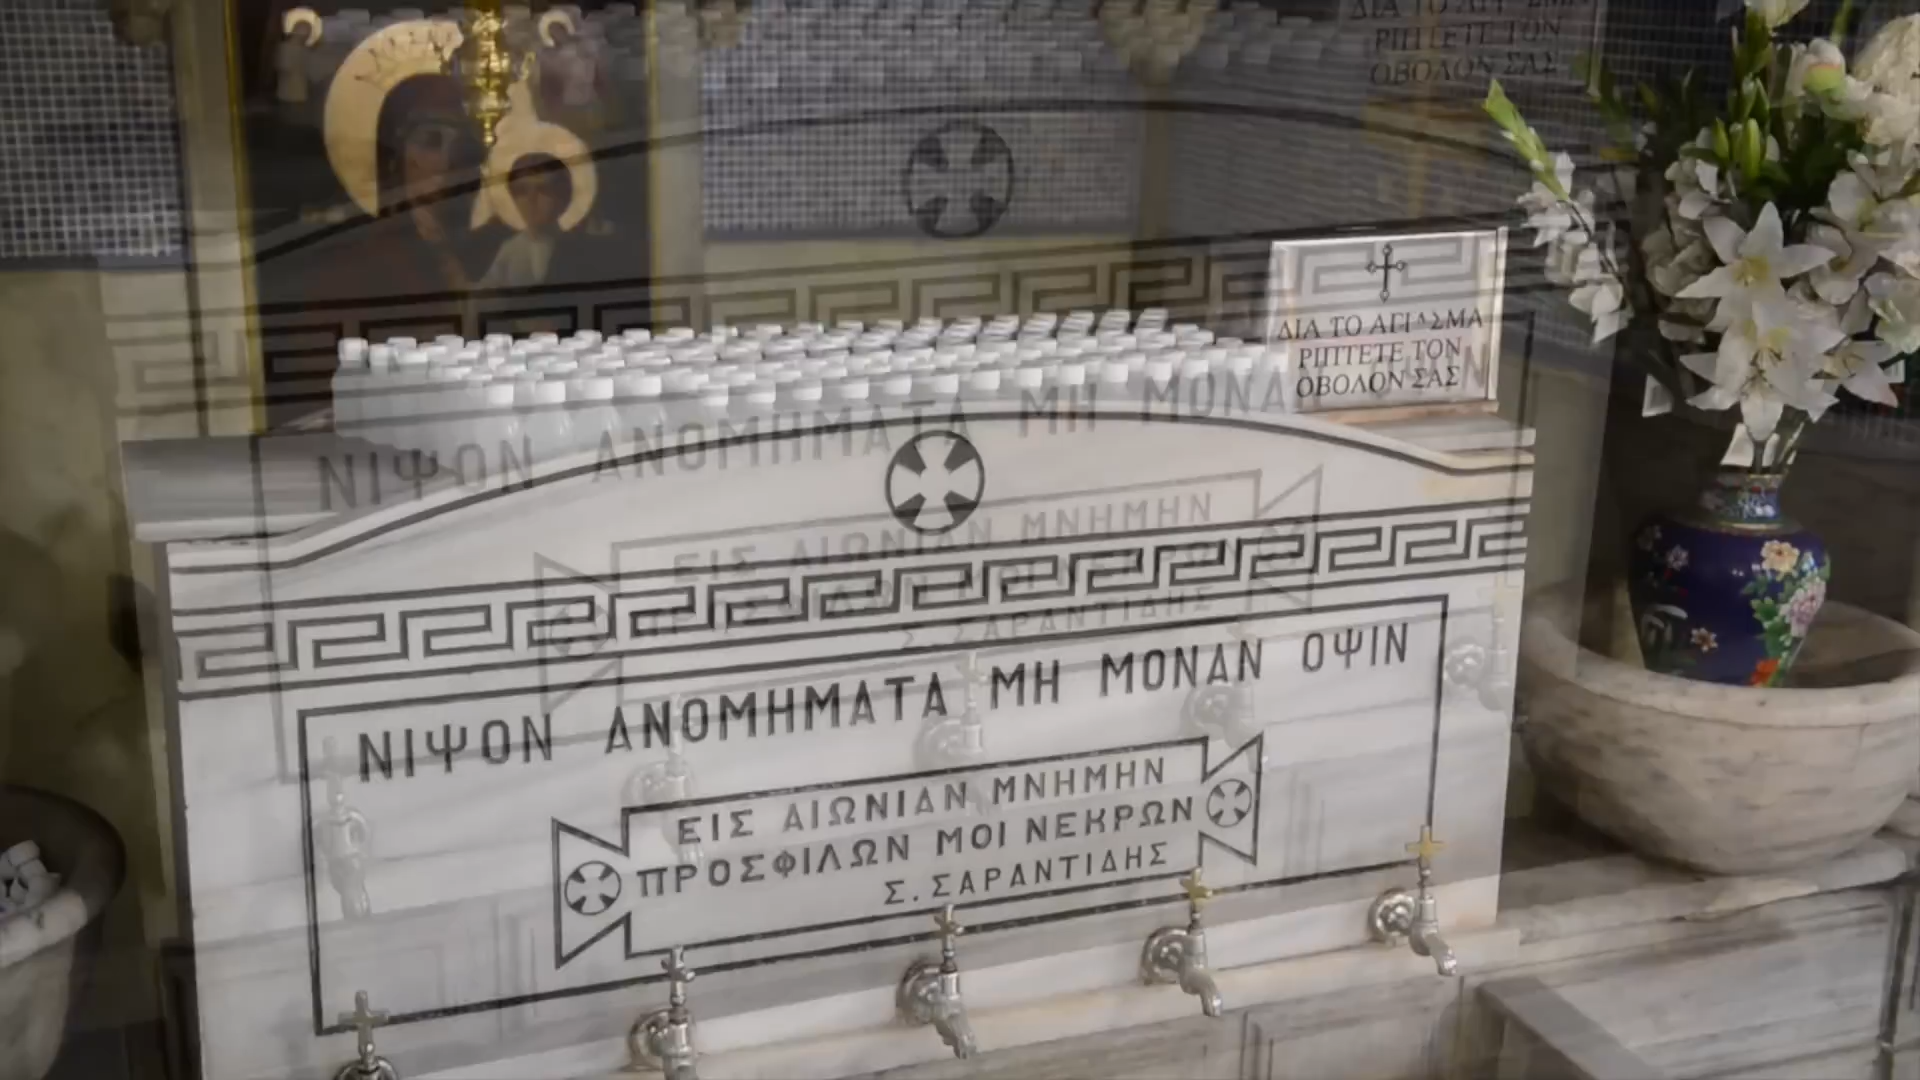 ΔΙΑ ΤΟ ΑΓΙΑΣΜΑ
ΡΙΠΤΕΤΕ ΤΟΝ
ΟΒΟΛΟΝ ΣΑΣ
ΝΙΨΟΝ ΑΝΟΜΗΜΑΤΑ ΜΗ ΜΟΝΑΝ ΟΨΙΝ
ΕΙΣ ΑΙΩΝΙΑΝ ΜΝΗΜΗΝ
ΠΡΟΣΦΙΛΩΝ ΜΟΙ ΝΕΚΡΩΝ
Σ. ΣΑΡΑΝΤΙΔΗΣ